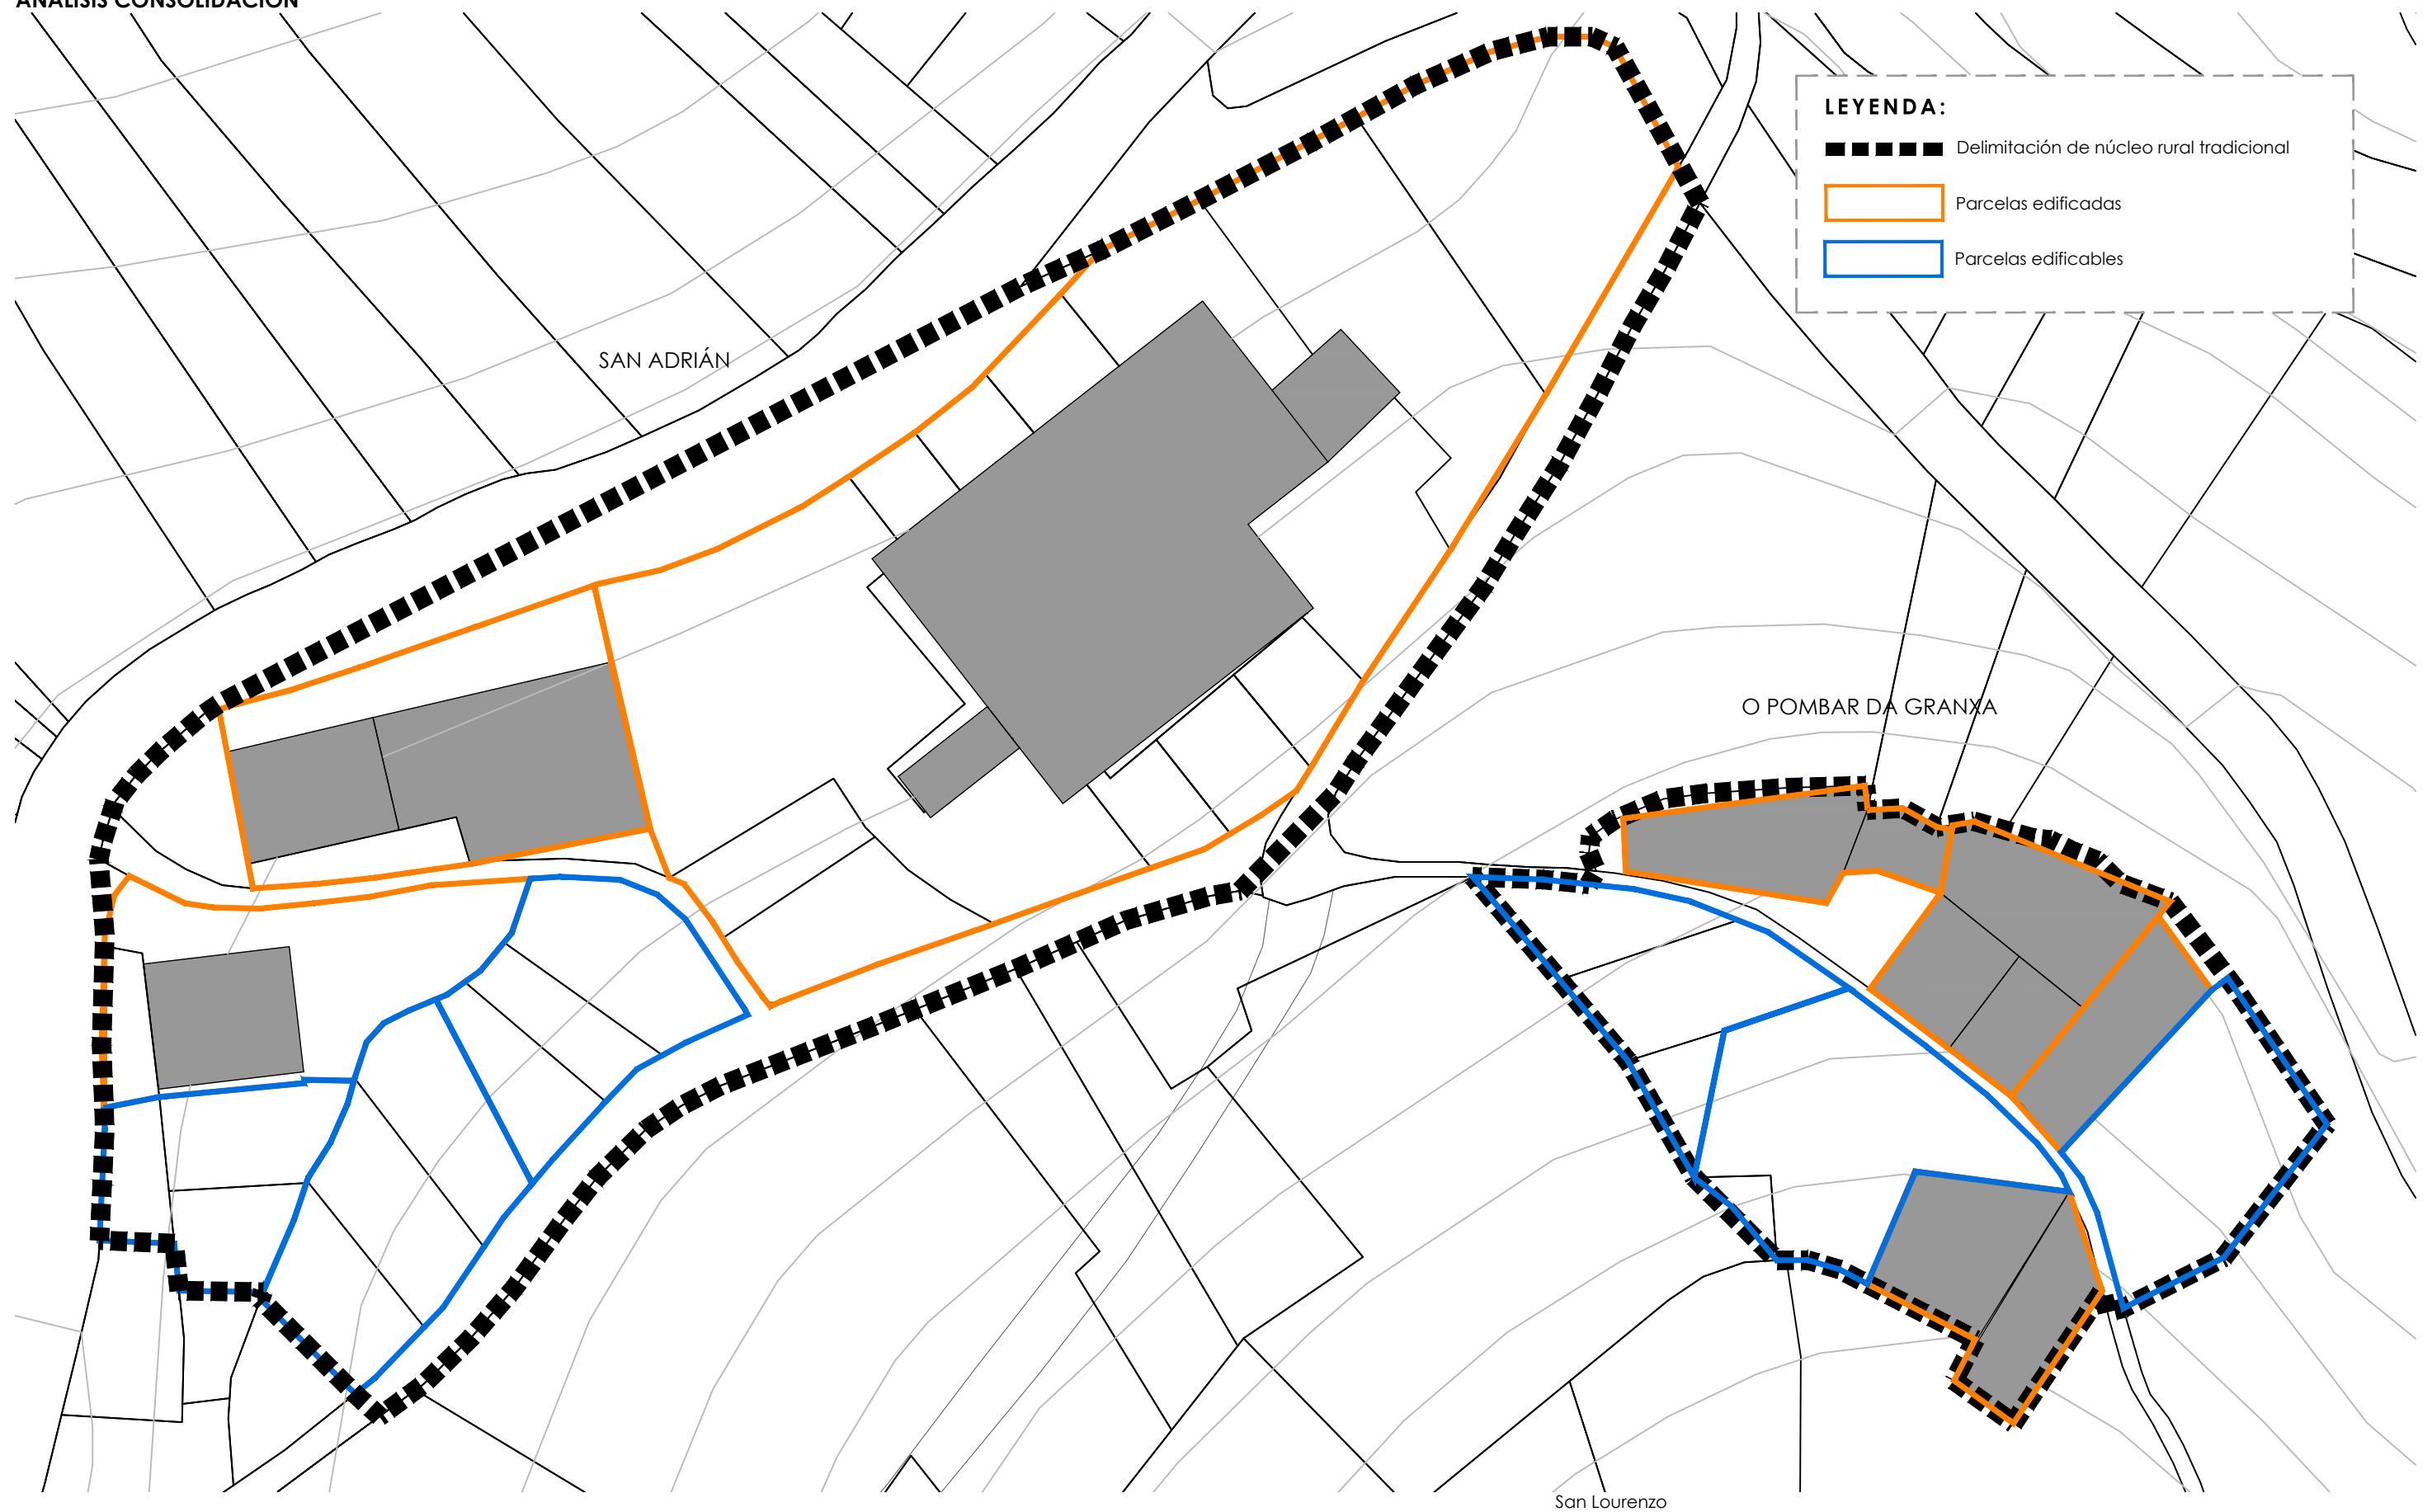 ANÁLISIS CONSOLIDACIÓN
LEYENDA:
Delimitación de núcleo rural tradicional
Parcelas edificadas
Parcelas edificables
SAN ADRIÁN
O POMBAR DA GRANXA
San Lourenzo